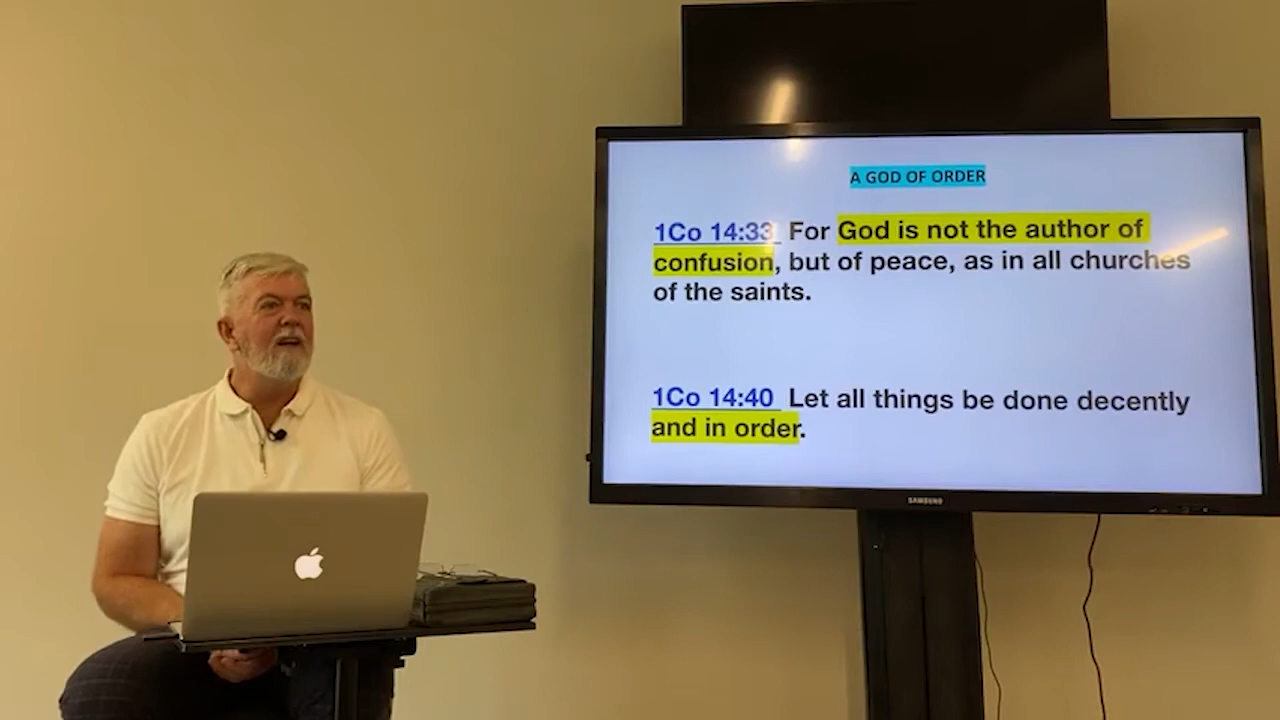 A GOD OF ORDER
1Co 14:33 For God is not the author of
confusion, but of peace, as in all churches
of the saints.
1Co 14:40 Let all things be done decently
and in order.
SAMSUNG